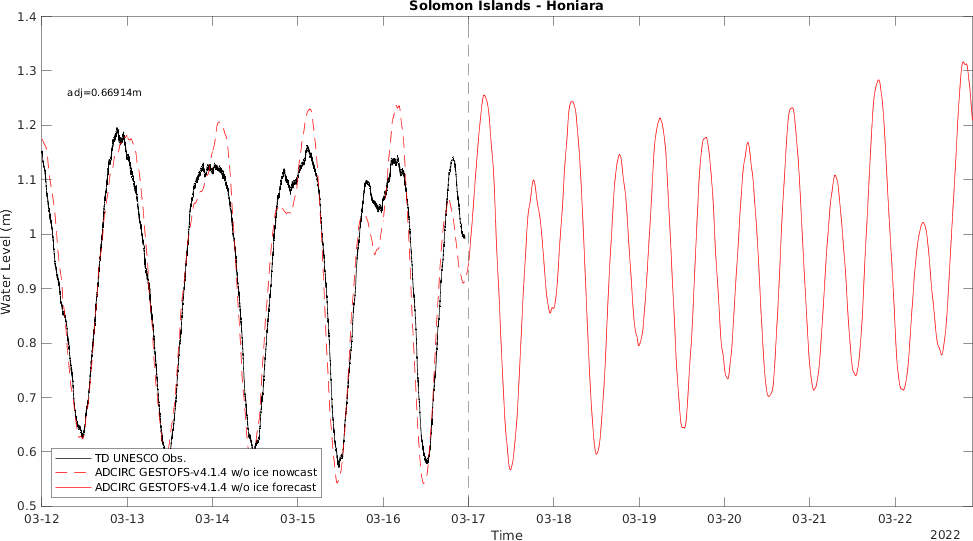 Solomon Islands - Honiara
1.4
1.3
1.2
1.1
1
0.9
0.8
0.7
0.6
0.5
Water Level (m)
adj=0.66914m
TD UNESCO Obs.
ADCIRC GESTOFS-v4.1.4 w/o ice nowcast
ADCIRC GESTOFS-v4.1.4 w/o ice forecast
03-12 03-13 03-14 03-15 03-16 03-17 03-18 03-19 03-20 03-21 03-22
Time
2022